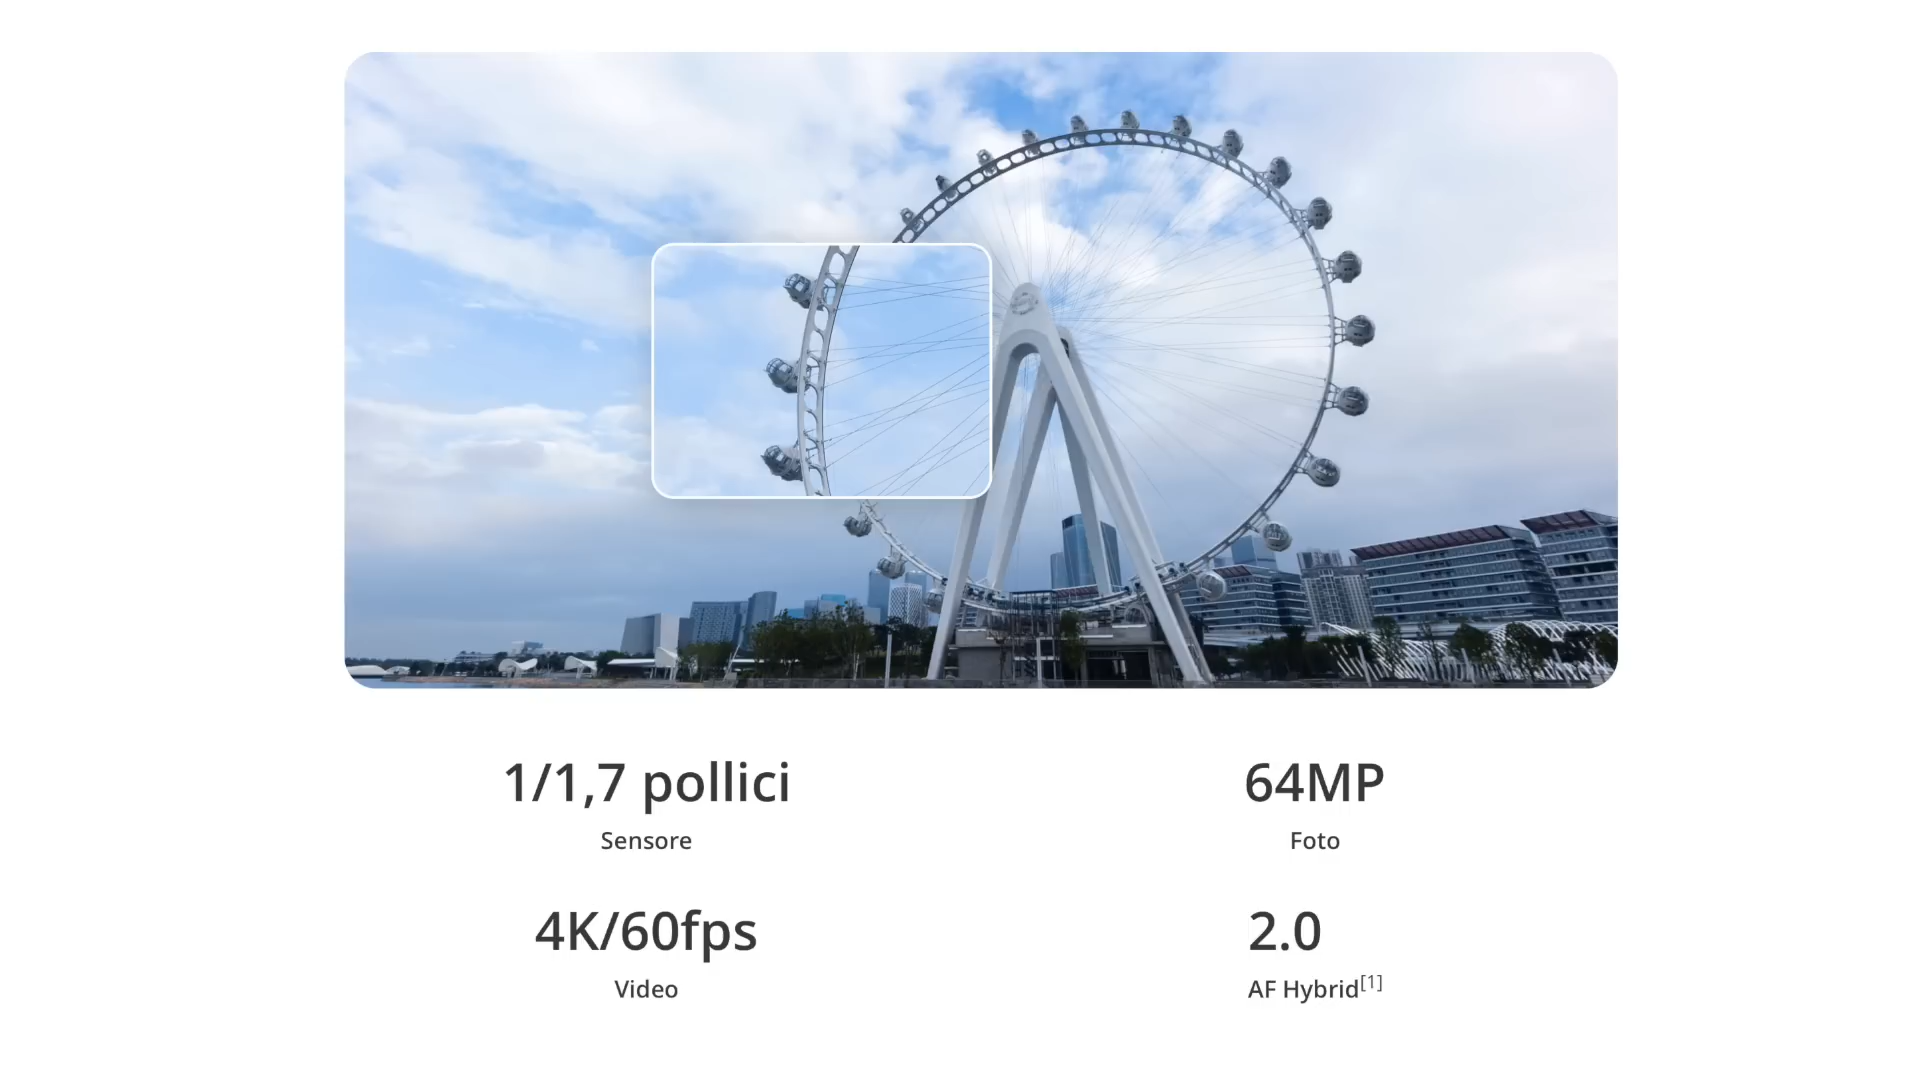 1/1,7 pollici
Sensore
64MP
Foto
4K/60fps
Video
2.0
AF Hybrid[1]